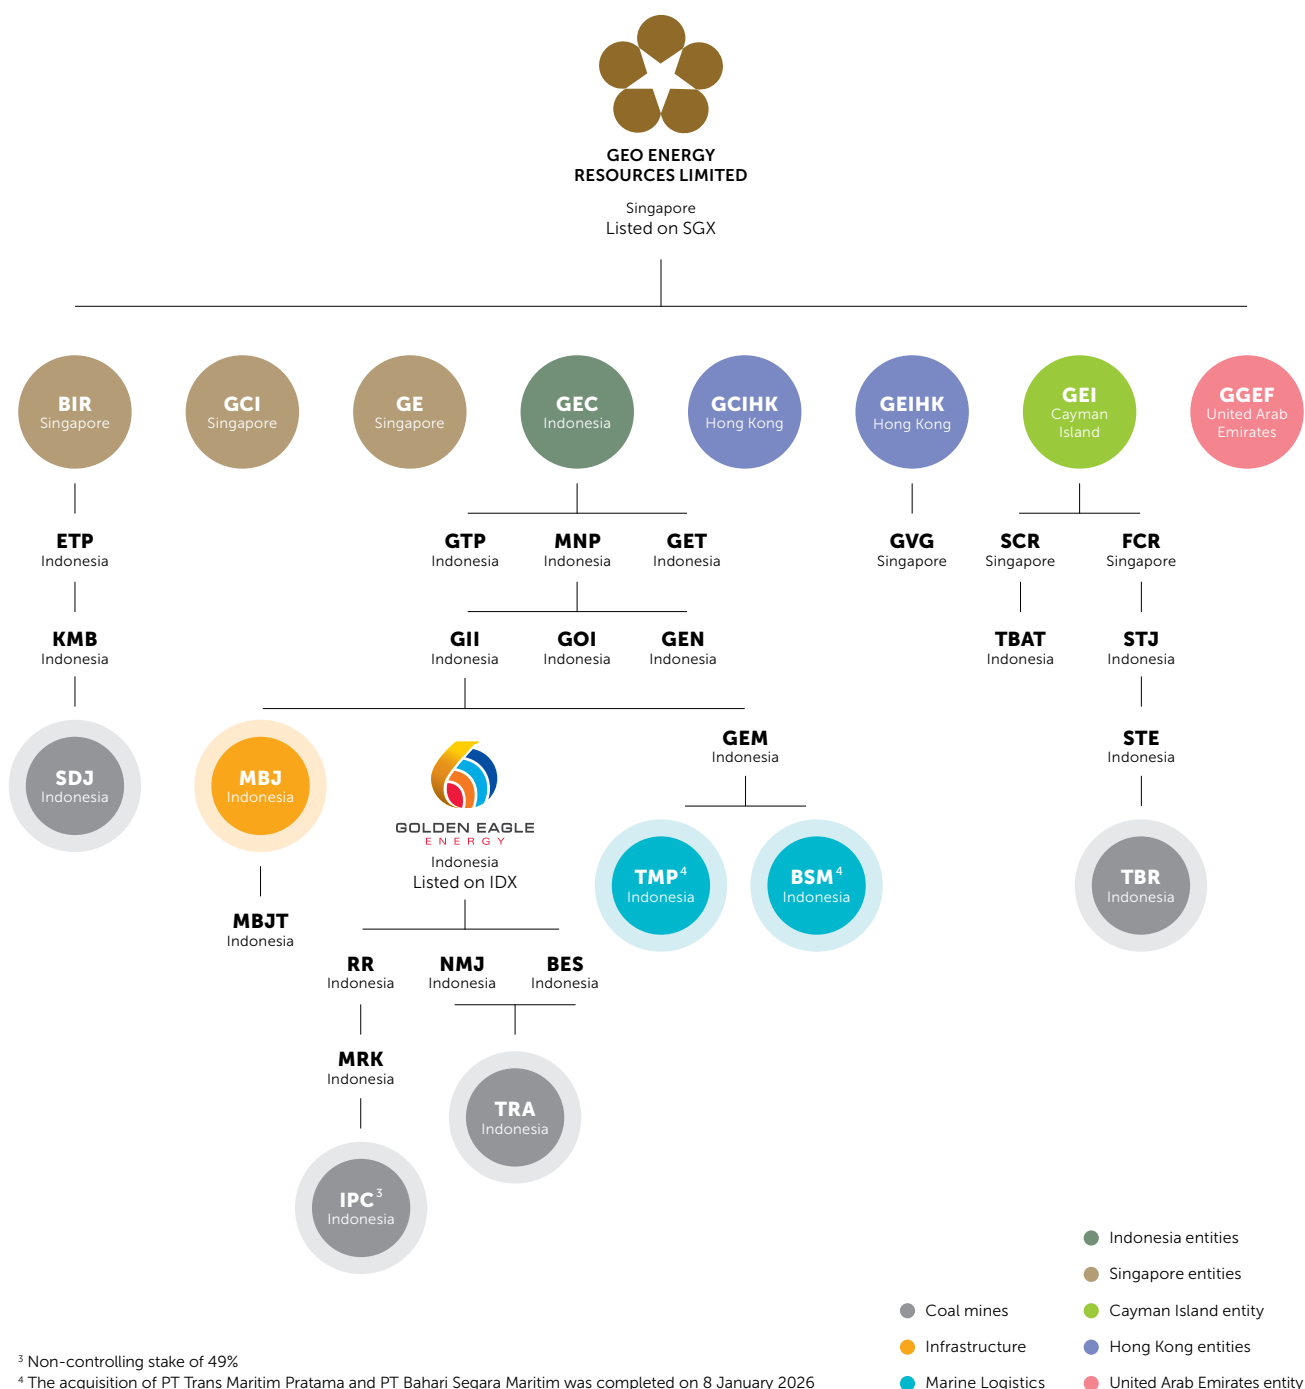 GEO ENERGY
RESOURCES LIMITED
Singapore
Listed on SGX
BIR
Singapore
GCI
Singapore
GE
Singapore
GEC
Indonesia
GCIHK
Hong Kong
GEIHK
Hong Kong
GEI
Cayman
Island
GGEF
United Arab
Emirates
ETP
Indonesia
GTP
Indonesia
MNP
Indonesia
GET
Indonesia
GVG
Singapore
SCR
Singapore
FCR
Singapore
KMB
Indonesia
GII
Indonesia
GOI
Indonesia
GEN
Indonesia
TBAT
Indonesia
STJ
Indonesia
SDJ
Indonesia
MBJ
Indonesia
GOLDEN EAGLE
ENERGY
Indonesia
Listed on IDX
GEM
Indonesia
STE
Indonesia
TMP 4
Indonesia
BSM 4
Indonesia
TBR
Indonesia
MBJT
Indonesia
RR
Indonesia
NMJ
Indonesia
BES
Indonesia
MRK
Indonesia
TRA
Indonesia
IPC 3
Indonesia
Indonesia entities
Singapore entities
Coal mines
Cayman Island entity
Infrastructure
Hong Kong entities
Marine Logistics
United Arab Emirates entity
3 Non-controlling stake of 49%
4 The acquisition of PT Trans Maritim Pratama and PT Bahari Segara Maritim was completed on 8 January 2026